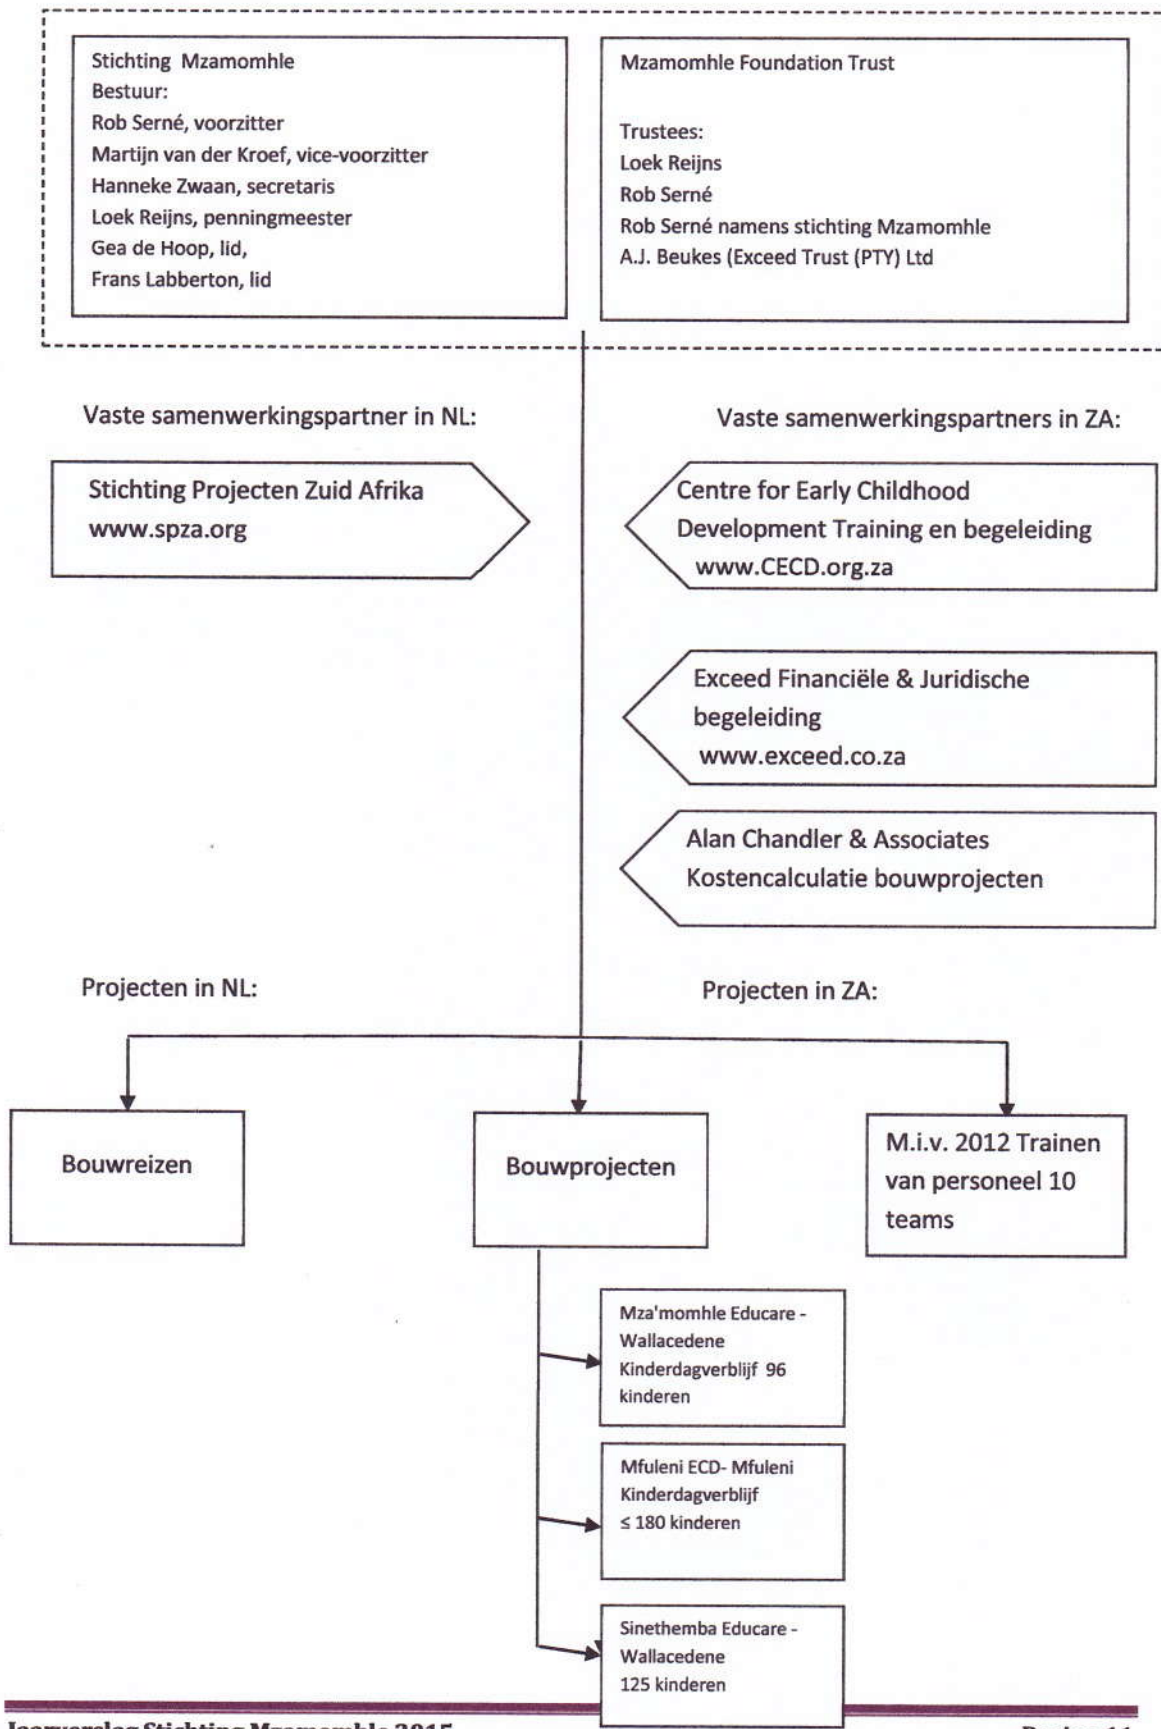 Stichting Mzamomhle
Bestuur:
Rob Serné, voorzitter
Martijn van der Kroef, vice-voorzitter
Hanneke Zwaan, secretaris
Loek Reijns, penningmeester
Gea de Hoop, lid,
Frans Labberton, lid
Mzamomhle Foundation Trust
Trustees:
Loek Reijns
Rob Serné
Rob Serné namens stichting Mzamomhle
A.J. Beukes (Exceed Trust (PTY) Ltd
Vaste samenwerkingspartner in NL:
Stichting Projecten Zuid Afrika
www.spza.org
Vaste samenwerkingspartners in ZA:
Centre for Early Childhood
Development Training en begeleiding
www.CECD.org.za
Exceed Financiële & Juridische
begeleiding
www.exceed.co.za
Alan Chandler & Associates
Kostencalculatie bouwprojecten
Projecten in NL:
Projecten in ZA:
Bouwreizen
Bouwprojecten
M.i.v. 2012 Trainen
van personeel 10
teams
Mza'momhle Educare -
Wallacedene
Kinderdagverblijf 96
kinderen
Mfuleni ECD- Mfuleni
Kinderdagverblijf
≤ 180 kinderen
Sinethemba Educare -
Wallacedene
125 kinderen
Jaarverslag Stichting Mzamomhle 2015